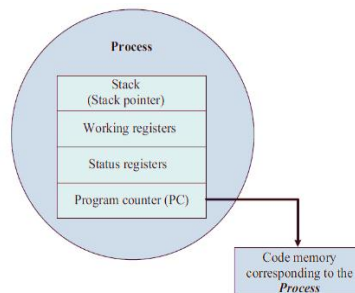 Process
Stack
(Stack pointer)
Working registers
Status registers
Program counter (PC)
Code memory
corresponding to the
Process